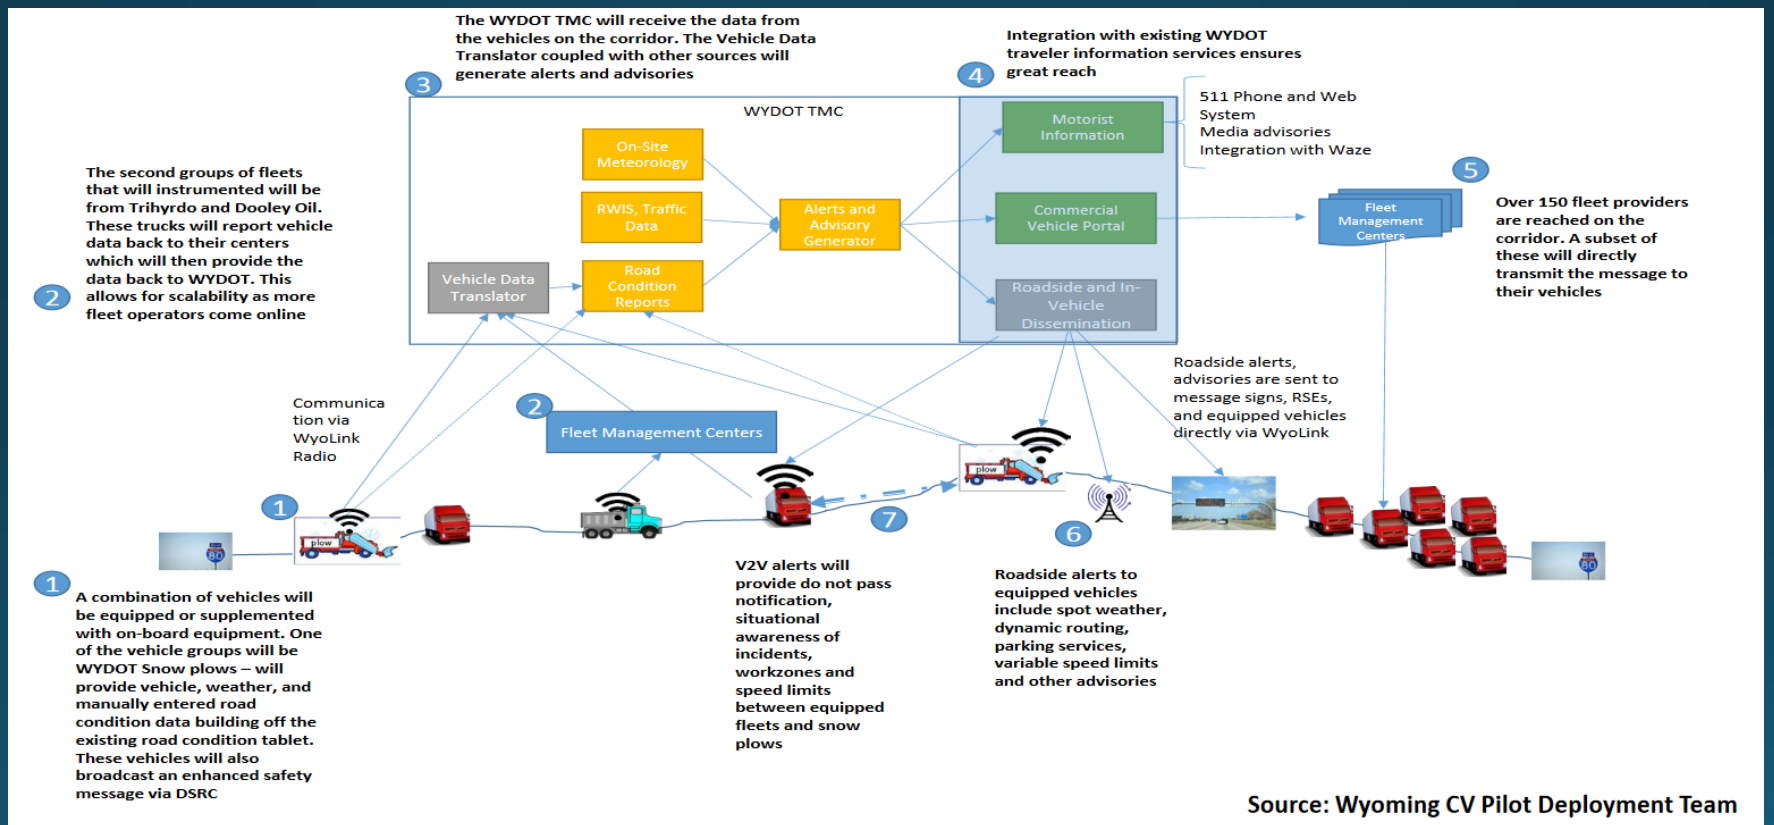 The WYDOT TMC will receive the data from
the vehicles on the corridor. The Vehicle Data
Translator coupled with other sources will
generate alerts and advisories
3
Integration with existing WYDOT
traveler information services ensures
great reach
4
WYDOT TMC
On-Site
Meteorology
RWIS, Traffic
Data
Road
Condition
Reports
Vehicle Data
Translator
Alerts and
Advisory
Generator
Motorist
Information
Commercial
Vehicle Portal
Roadside and In-
Vehicle
Dissemination
511 Phone and Web
System
Media advisories
Integration with Waze
5
Fleet
Management
Centers
Over 150 fleet providers
are reached on the
corridor. A subset of
these will directly
transmit the message to
their vehicles
The second groups of fleets
that will instrumented will be
from Trihyrdo and Dooley Oil.
These trucks will report vehicle
data back to their centers
which will then provide the
data back to WYDOT. This
allows for scalability as more
fleet operators come online
2
Communica
tion via
WyoLink
Radio
2
Fleet Management Centers
Roadside alerts,
advisories are sent to
message signs, RSEs,
and equipped vehicles
directly via WyoLink
1
plow
plow
80
80
7
6
1
A combination of vehicles will
be equipped or supplemented
with on-board equipment. One
of the vehicle groups will be
WYDOT Snow plows – will
provide vehicle, weather, and
manually entered road
condition data building off the
existing road condition tablet.
These vehicles will also
broadcast an enhanced safety
message via DSRC
V2V alerts will
provide do not pass
notification,
situational
awareness of
incidents,
workzones and
speed limits
between equipped
fleets and snow
plows
Roadside alerts to
equipped vehicles
include spot weather,
dynamic routing,
parking services,
variable speed limits
and other advisories
Source: Wyoming CV Pilot Deployment Team